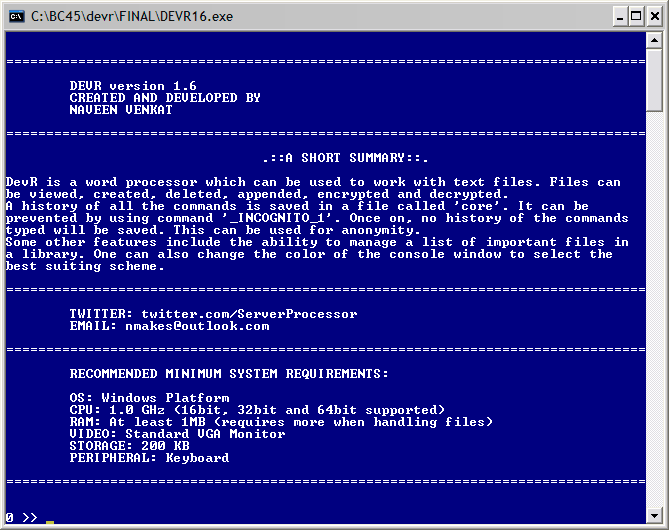 C:\BC45\devr\FINAL\DEVR16.exe
================================================================================
DEVR version 1.6
CREATED AND DEVELOPED BY
NAVEEN VENKAT
================================================================================
.::A SHORT SUMMARY::.
DevR is a word processor which can be used to work with text files. Files can
be viewed, created, deleted, appended, encrypted and decrypted.
A history of all the commands is saved in a file called 'core'. It can be
prevented by using command '_INCOGNITO_1'. Once on, no history of the commands
typed will be saved. This can be used for anonymity.
Some other features include the ability to manage a list of important files in
a library. One can also change the color of the console window to select the
best suiting scheme.
================================================================================
TWITTER: twitter.com/ServerProcessor
EMAIL: nmakes@outlook.com
================================================================================
RECOMMENDED MINIMUM SYSTEM REQUIREMENTS:
OS: Windows Platform
CPU: 1.0 GHz (16bit, 32bit and 64bit supported)
RAM: At least 1MB (requires more when handling files)
VIDEO: Standard VGA Monitor
STORAGE: 200 KB
PERIPHERAL: Keyboard
================================================================================
0 >> _